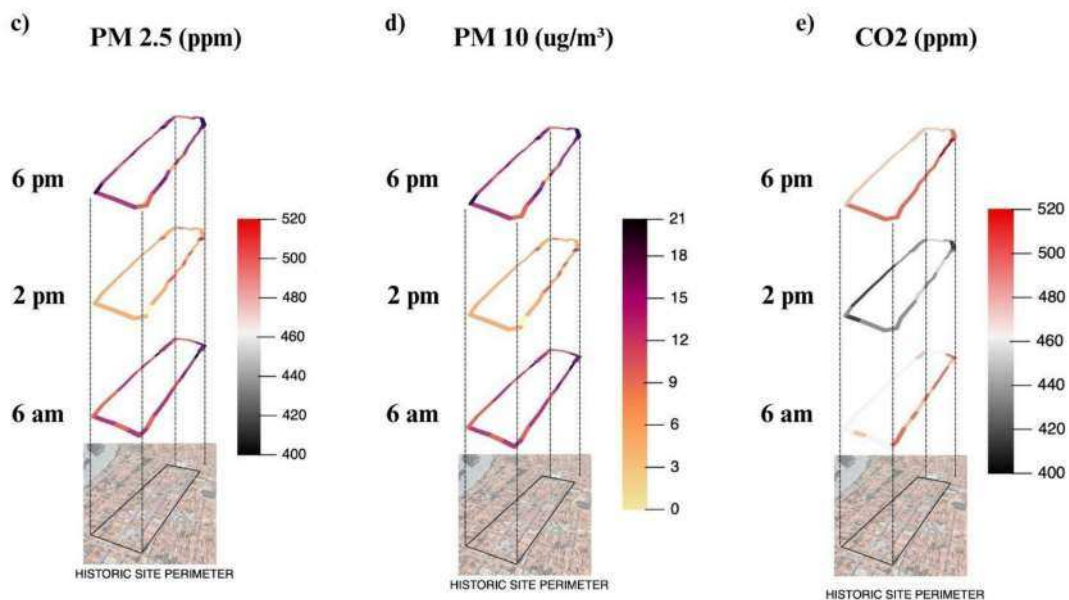 c) PM 2.5 (ppm)
6 pm
2 pm
6 am
520
500
480
460
440
420
400
HISTORIC SITE PERIMETER
d) PM 10 (ug/m³)
6 pm
2 pm
6 am
21
18
15
12
9
6
3
0
HISTORIC SITE PERIMETER
e) CO2 (ppm)
6 pm
2 pm
6 am
520
500
480
460
440
420
400
HISTORIC SITE PERIMETER